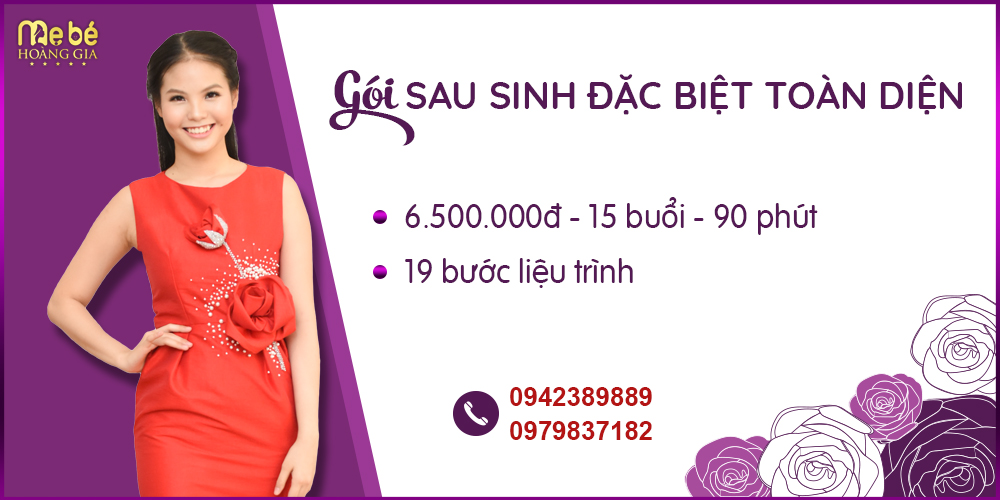 Mẹ bé
HOÀNG GIA
Gói SAU SINH ĐẶC BIỆT TOÀN DIỆN
6.500.000đ - 15 buổi - 90 phút
19 bước liệu trình
0942389889
0979837182